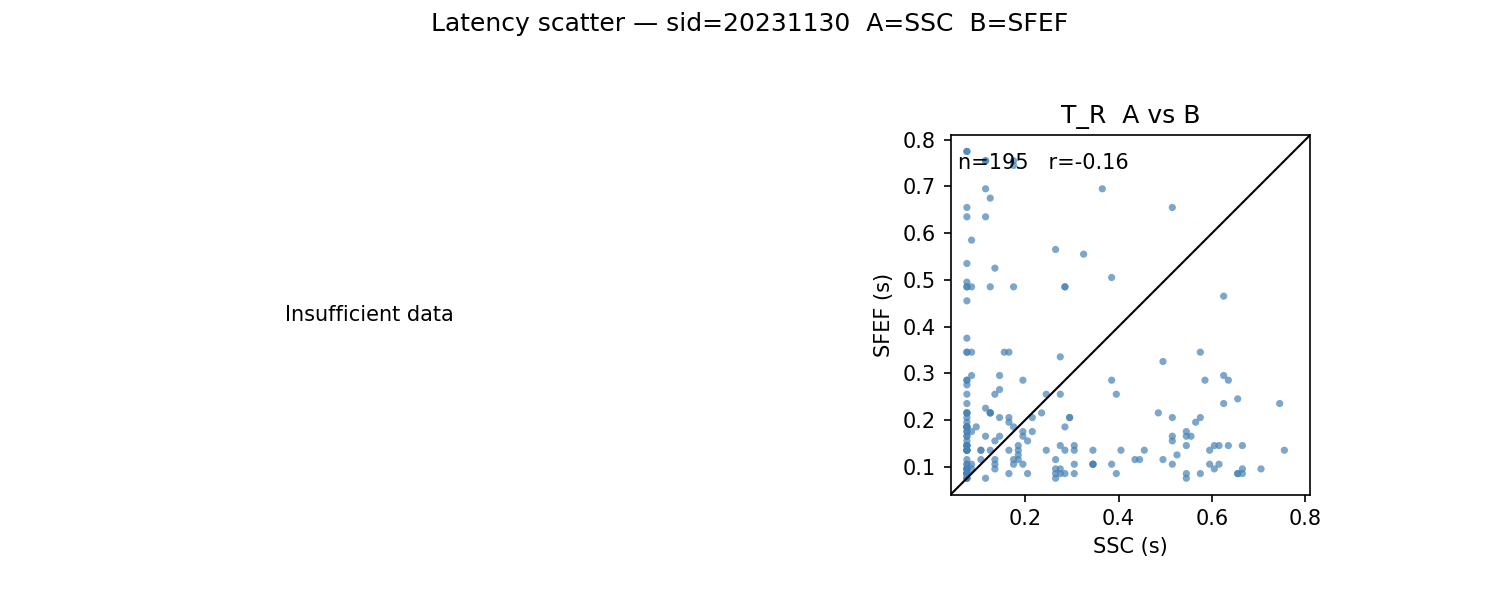 Latency scatter — sid=20231130  A=SSC  B=SFEF
Insufficient data
T_R  A vs B
n=195   r=-0.16
0.8
0.7
0.6
0.5
0.4
0.3
0.2
0.1
SFEF (s)
0.2
0.4
0.6
0.8
SSC (s)